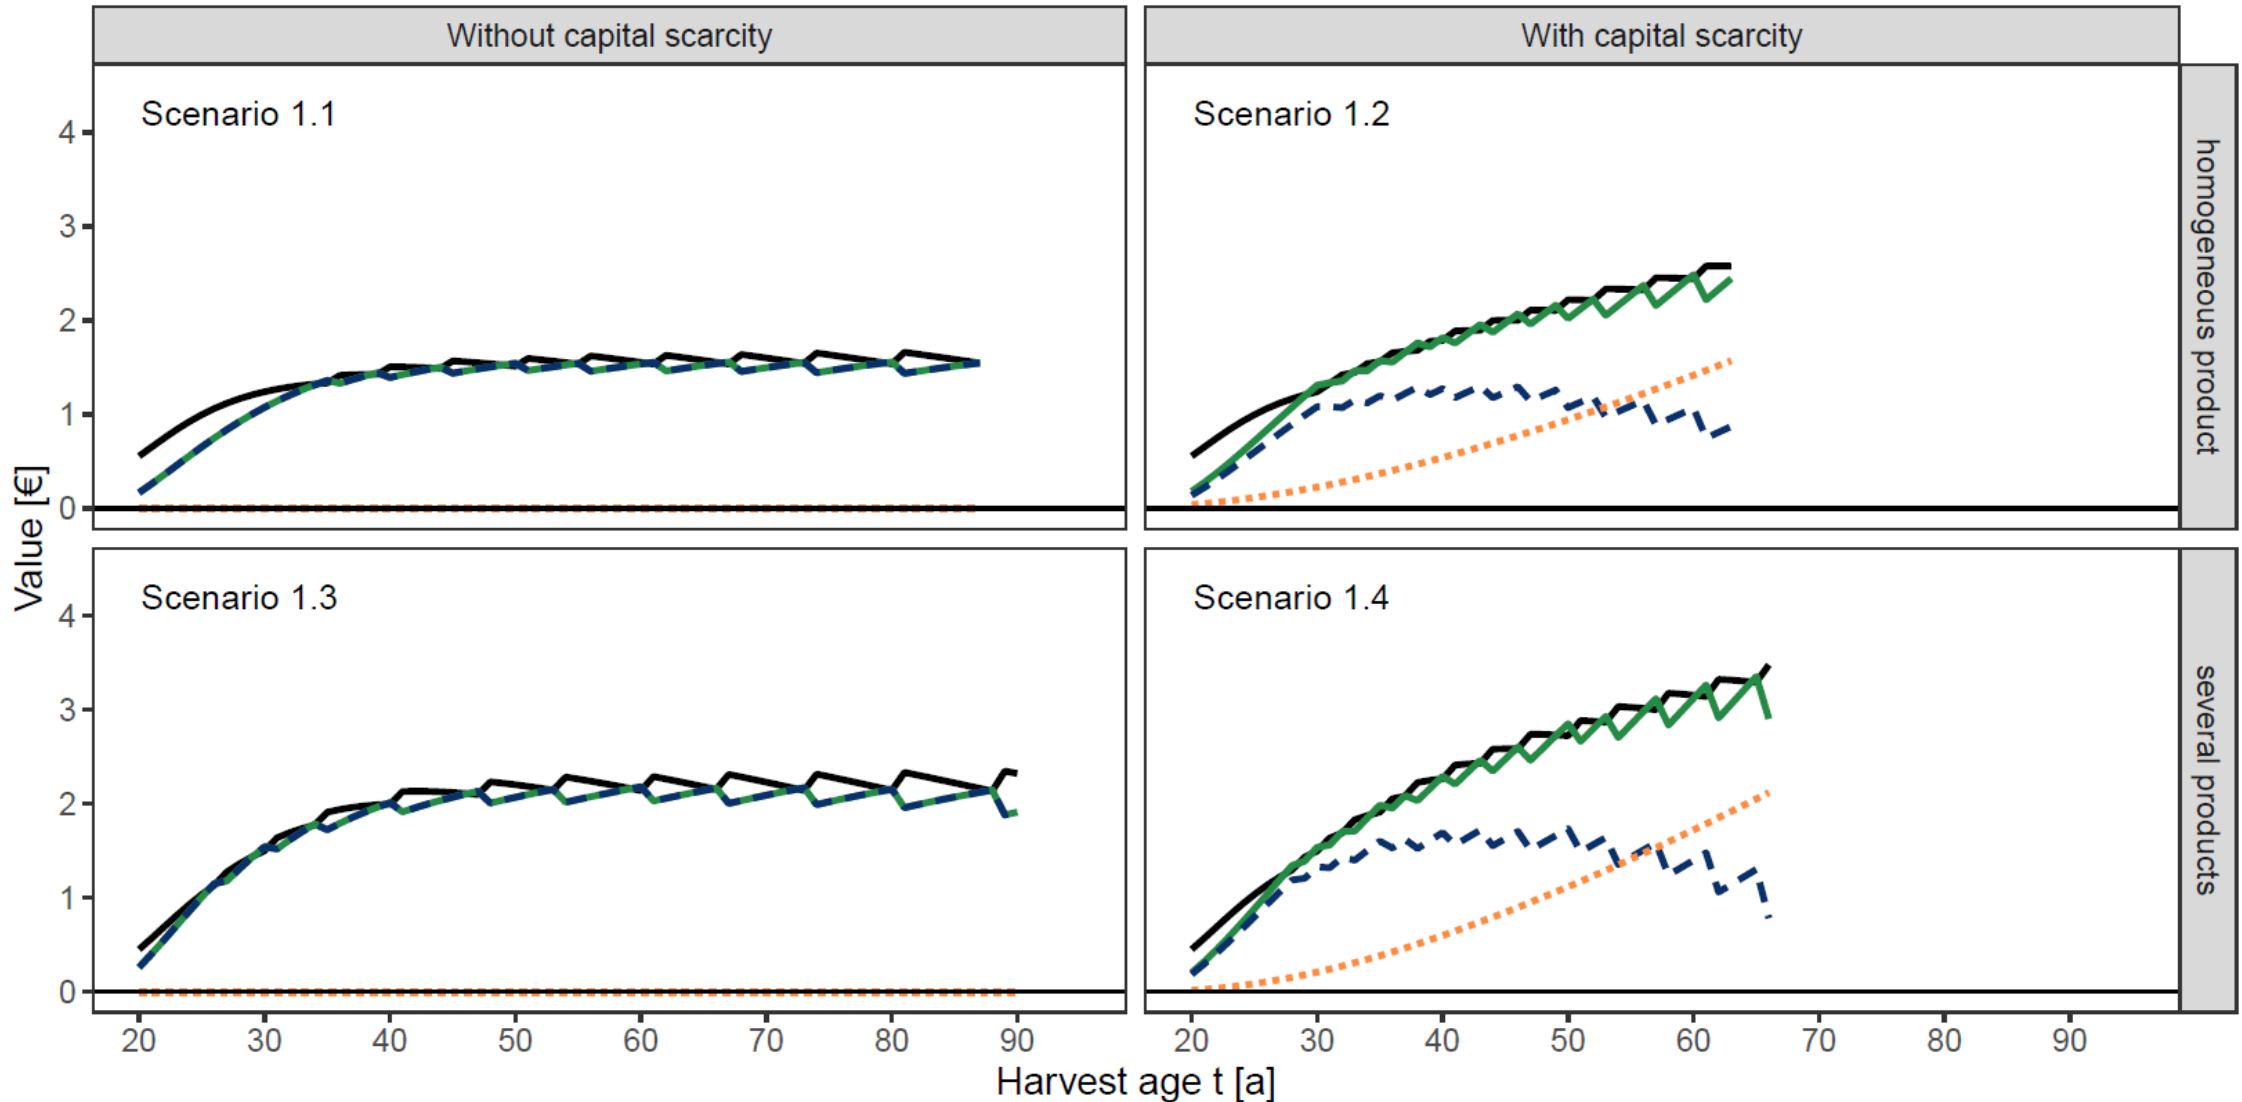 Without capital scarcity
With capital scarcity
Scenario 1.1
Scenario 1.2
4
3
2
1
0
homogeneous product
Value [€]
Scenario 1.3
Scenario 1.4
4
3
2
1
0
several products
20 30 40 50 60 70 80 90
20 30 40 50 60 70 80 90
Harvest age t [a]